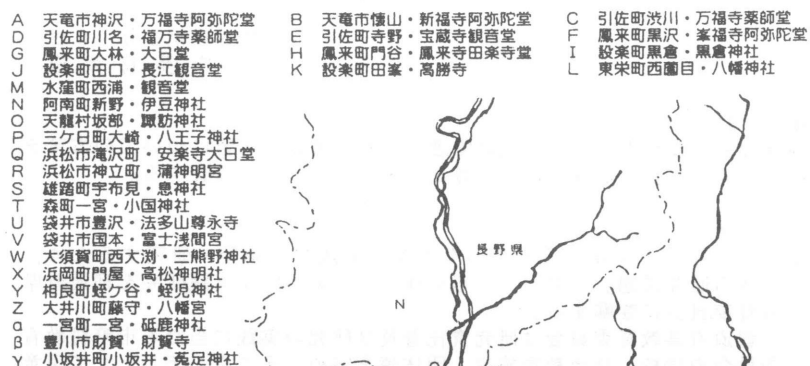 A 天竜市神沢・万福寺阿弥陀堂 B 天竜市懐山・新福寺阿弥陀堂 C 引佐町渋川・万福寺薬師堂
D 引佐町川名・福万寺薬師堂 E 引佐町寺野・宝蔵寺観音堂 F 鳳来町黒沢・峯福寺阿弥陀堂
G 鳳来町大林・大日堂 H 鳳来町門谷・鳳来寺田楽寺堂 I 設楽町黒倉・黒倉神社
J 設楽町田口・長江観音堂 K 設楽町田峯・高勝寺 L 東栄町西薗目・八幡神社
M 水窪町西浦・観音堂
N 阿南町新野・伊豆神社
O 天龍村坂部・諏訪神社
P 三ケ日町大崎・八王子神社
Q 浜松市滝沢町・安楽寺大日堂
R 浜松市神立町・蒲神明宮
S 雄踏町宇布見・息神社
T 森町一宮・小国神社
U 袋井市豊沢・法多山尊永寺
V 袋井市国本・富士浅間宮
W 大須賀町西大渕・三熊野神社
X 浜岡町門屋・高松神明社
Y 相良町蛭ケ谷・蛭児神社
Z 大井川町藤守・八幡宮
α 一宮町一宮・砥鹿神社
β 豊川市財賀・財賀寺
γ 小坂井町小坂井・菟足神社
長野県
N